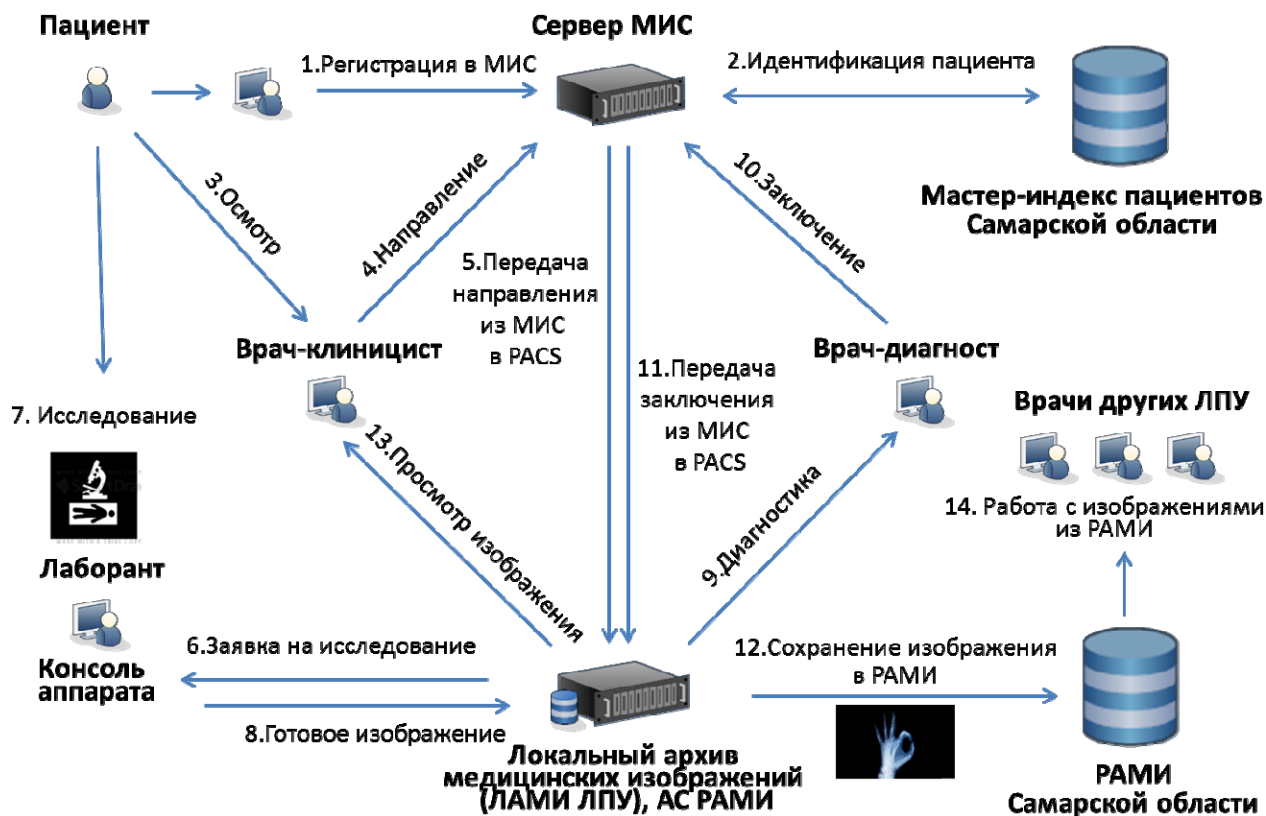 Пациент
Сервер МИС
1.Регистрация в МИС
2.Идентификация пациента
Мастер-индекс пациентов
Самарской области
3.Осмотр
4.Направление
5.Передача
направления
из МИС
в PACS
10.Заключение
Врач-клиницист
Врач-диагност
11.Передача
заключения
из МИС
в PACS
Врачи других ЛПУ
7. Исследование
13.Просмотр изображения
9.Диагностика
14. Работа с изображениями
из РАМИ
Лаборант
6.Заявка на исследование
12.Сохранение изображения
в РАМИ
Консоль
аппарата
8.Готовое изображение
Локальный архив
медицинских изображений
(ЛАМИ ЛПУ), АС РАМИ
РАМИ
Самарской области